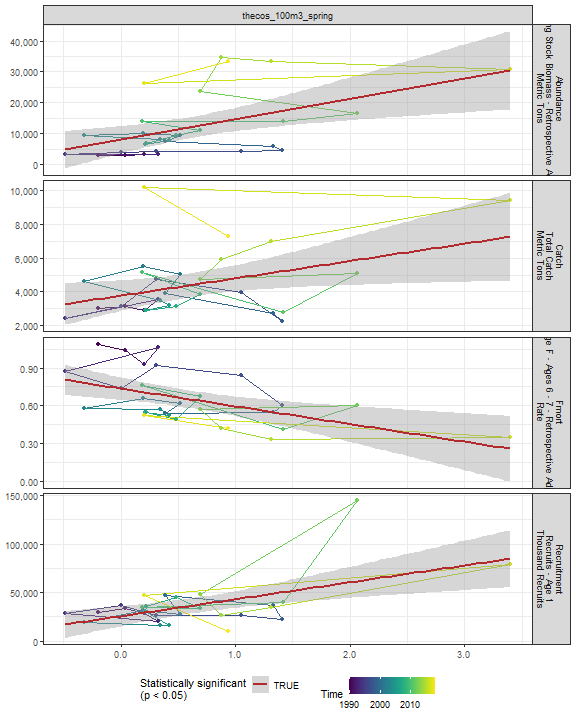 thecos_100m3_spring
40,000
30,000
20,000
10,000
0
Abundance
Stock Biomass - Retrospective
Metric Tons
10,000
8,000
6,000
4,000
2,000
Catch
Total Catch
Metric Tons
0.90
0.60
0.30
0.00
Fmort
F - Ages 6 - 7 - Retrospective
Rate
150,000
100,000
50,000
0
Recruitment
Recruits - Age 1
Thousand Recruits
0.0 1.0 2.0 3.0
Statistically significant
(p < 0.05)
TRUE
Time
1990 2000 2010